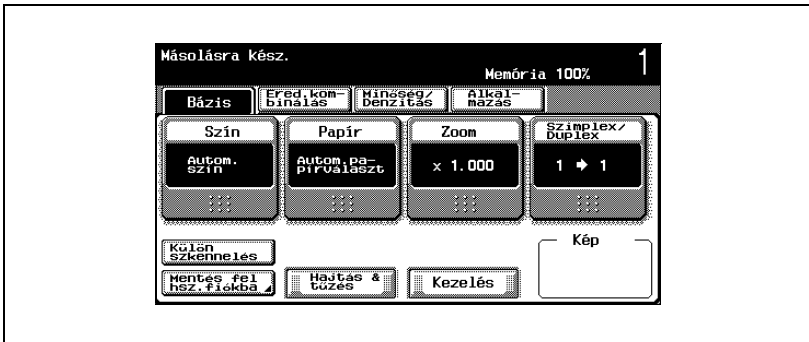 Másolásra kész.
Memória 100% 1
Bázis
Ered.kom-
binálás
Minőség/
Denzitás
Alkal-
mazás
Szín
Papír
Zoom
Szimplex/
Duplex
Autom.
szín
Autom.pa-
pírválaszt
x 1.000
1 → 1
Kép
Külön
szkennelés
Mentés fel
hsz.fiókba
Hajtás &
tűzés
Kezelés